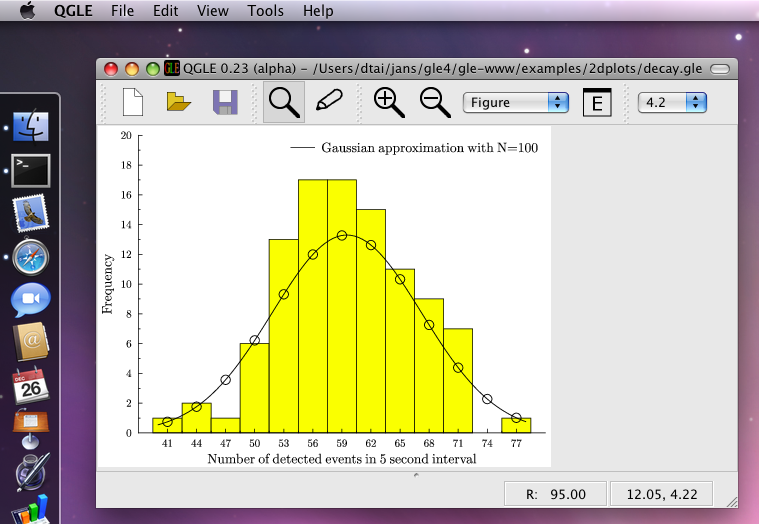 QGLE File Edit View Tools Help
QGLE 0.23 (alpha) – /Users/dtai/jans/gle4/gle-www/examples/2dplots/decay.gle
GLE
Figure
E
4.2
>_
@
DEC
26
Gaussian approximation with N=100
Frequency
20
18
16
14
12
10
8
6
4
2
0
41 44 47 50 53 56 59 62 65 68 71 74 77
Number of detected events in 5 second interval
R: 95.00
12.05, 4.22